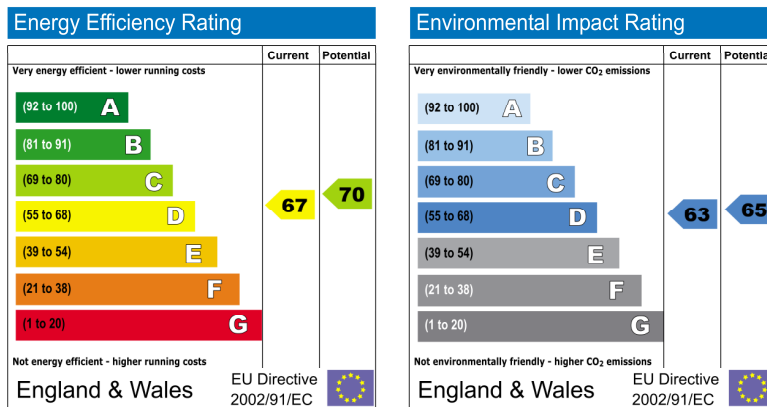 Energy Efficiency Rating
Current Potential
Very energy efficient - lower running costs
(92 to 100) A
(81 to 91) B
(69 to 80) C
(55 to 68) D
(39 to 54) E
(21 to 38) F
(1 to 20) G
67
70
Not energy efficient - higher running costs
England & Wales
EU Directive
2002/91/EC
Environmental Impact Rating
Current Potentia
Very environmentally friendly - lower CO2 emissions
(92 to 100) A
(81 to 91) B
(69 to 80) C
(55 to 68) D
(39 to 54) E
(21 to 38) F
(1 to 20) G
63
65
Not environmentally friendly - higher CO2 emissions
England & Wales
EU Directive
2002/91/EC